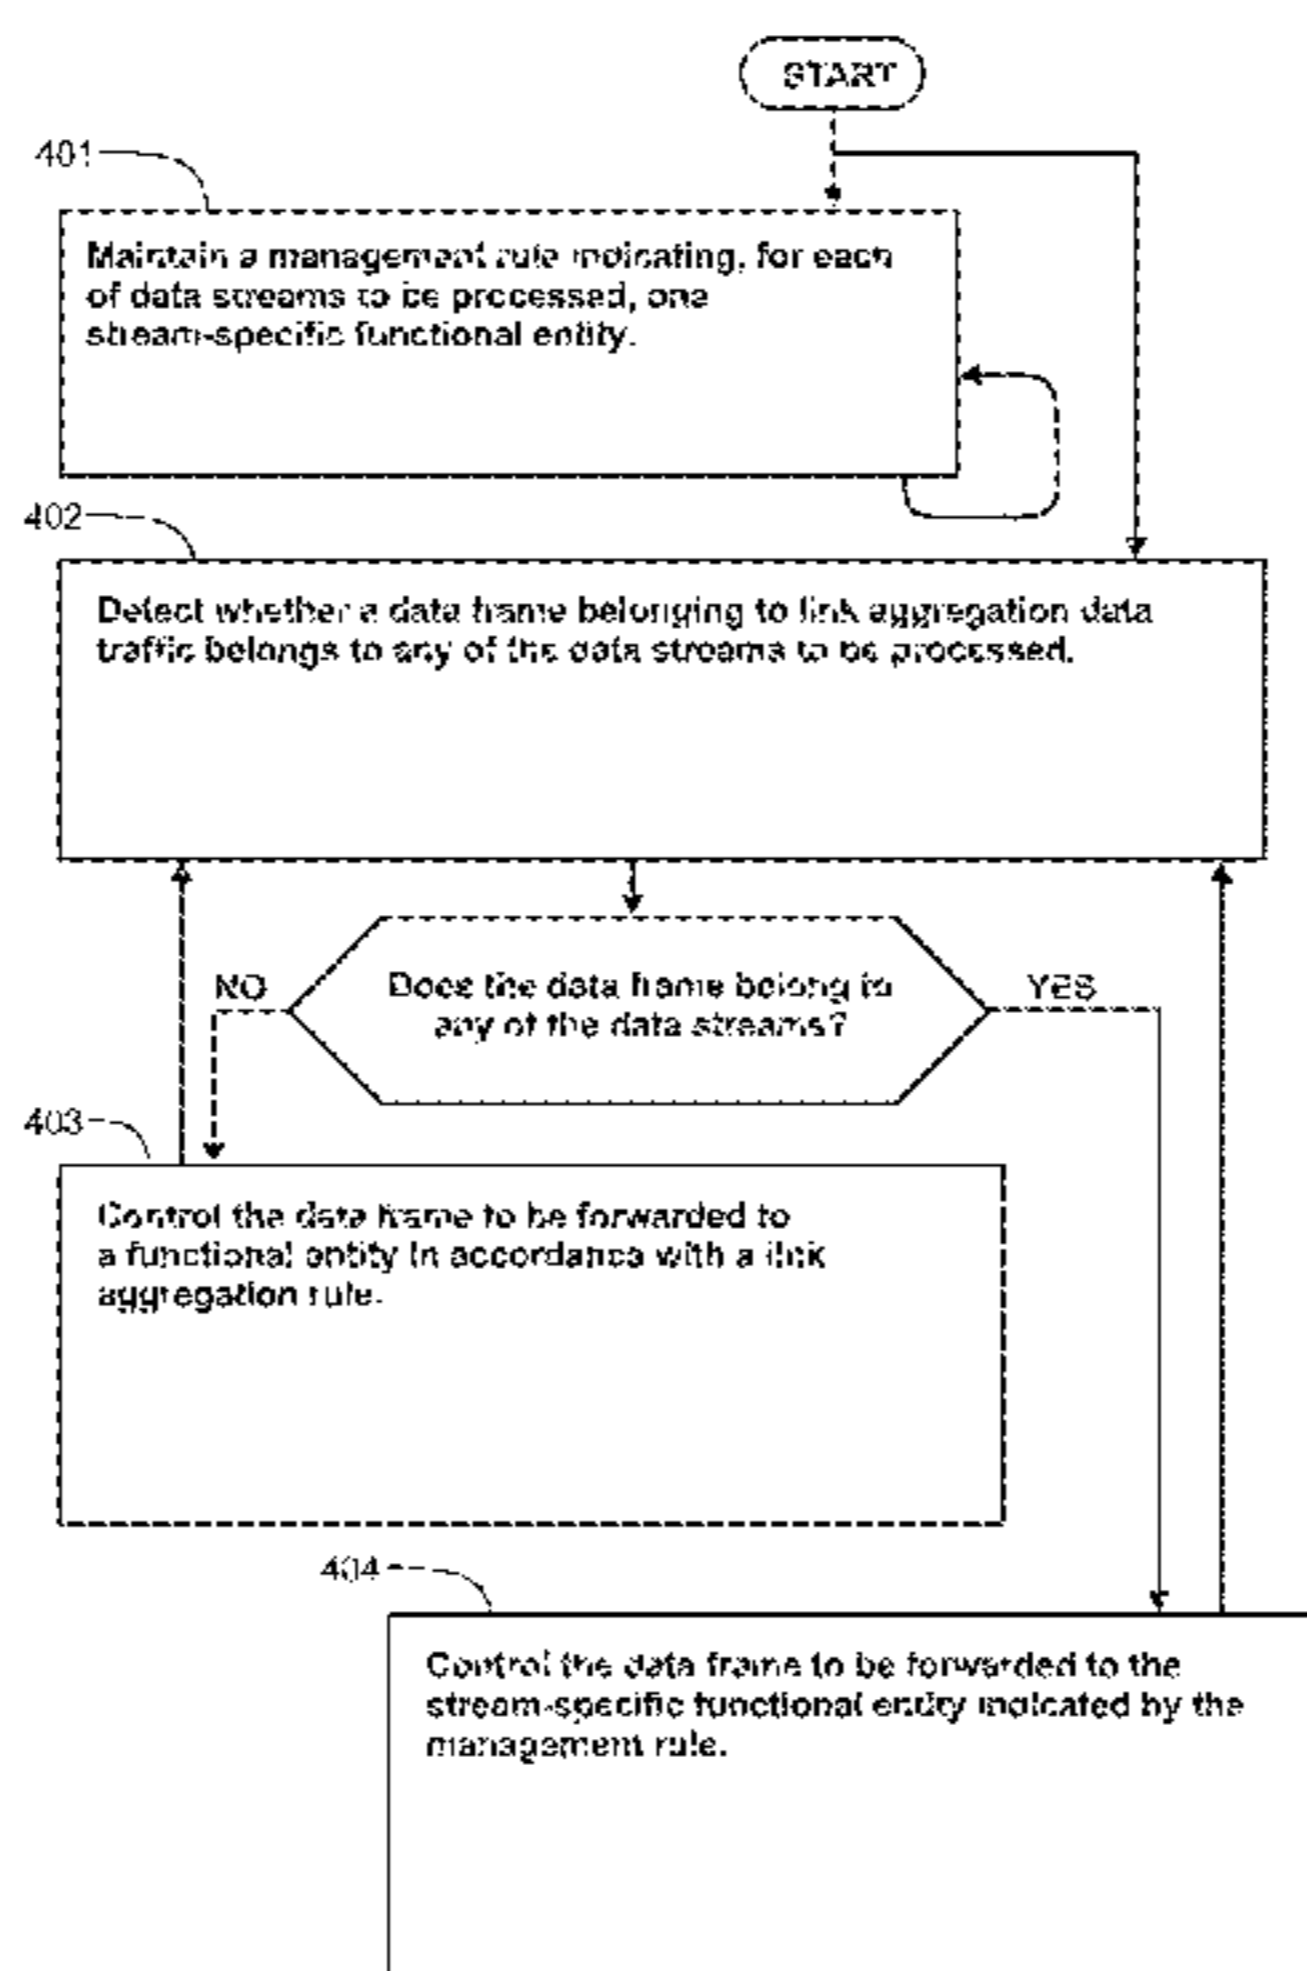 START
401
Maintain a management rule indicating, for each
of data streams to be processed, one
stream-specific functional entity.
402
Detect whether a data frame belonging to link aggregation data
traffic belongs to any of the data streams to be processed.
NO
Does the data frame belong to
any of the data streams?
YES
403
Control the data frame to be forwarded to
a functional entity in accordance with a link
aggregation rule.
404
Control the data frame to be forwarded to the
stream-specific functional entity indicated by the
management rule.